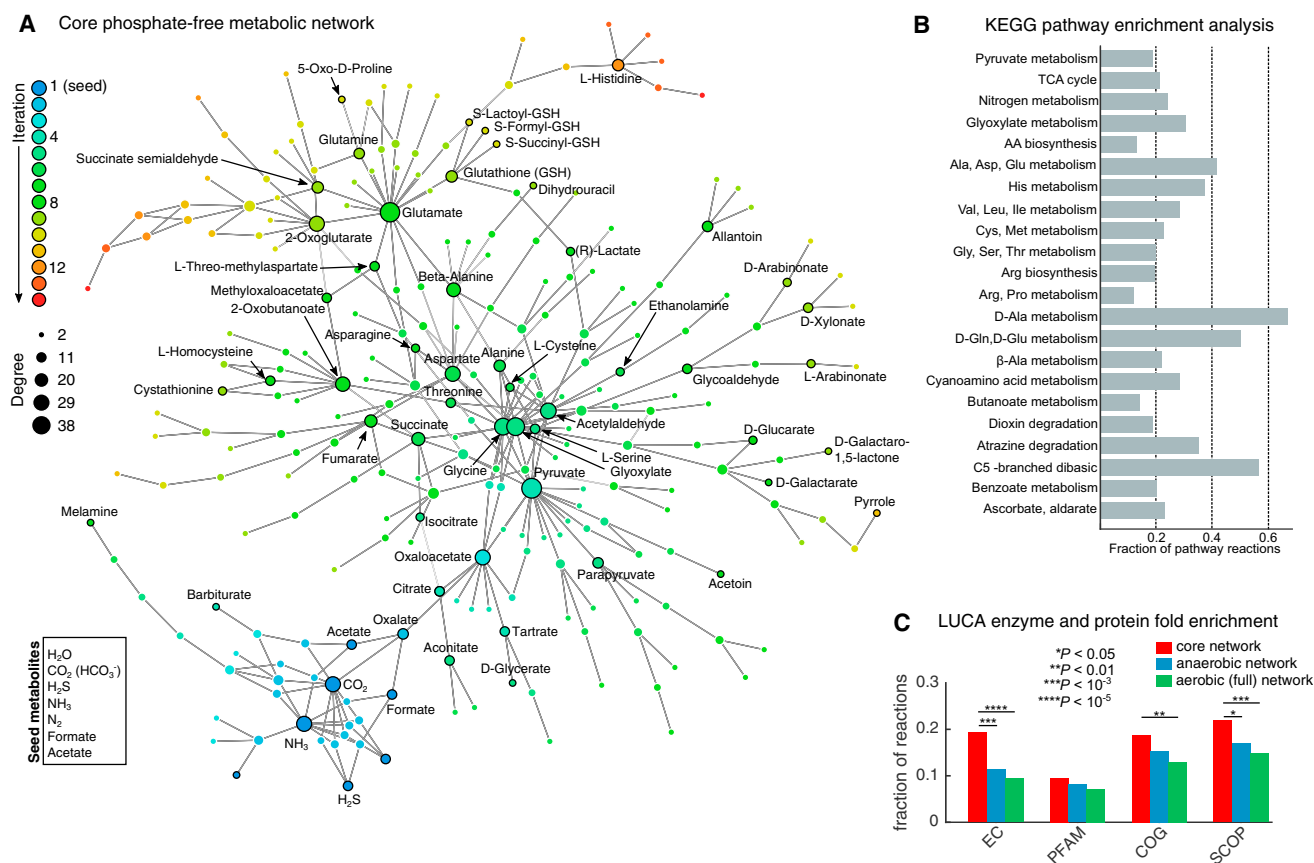 A Core phosphate-free metabolic network
Iteration
1 (seed)
4
8
12
Degree
2
11
20
29
38
5-Oxo-D-Proline
L-Histidine
S-Lactoyl-GSH
S-Formyl-GSH
S-Succinyl-GSH
Glutamine
Succinate semialdehyde
Glutathione (GSH)
Dihydrouracil
Glutamate
2-Oxoglutarate
Allantoin
(R)-Lactate
L-Threo-methylaspartate
Beta-Alanine
D-Arabinonate
Methyloxaloacetate
2-Oxobutanoate
Ethanolamine
D-Xylonate
Asparagine
L-Cysteine
L-Homocysteine
Aspartate
Alanine
Cystathionine
Threonine
Glycoaldehyde
L-Arabinonate
Acetylaldehyde
Succinate
D-Glucarate
D-Galactaro-
1,5-lactone
Fumarate
L-Serine
Glycine
Glyoxylate
Pyruvate
D-Galactarate
Melamine
Isocitrate
Pyrrole
Oxaloacetate
Parapyruvate
Acetoin
Citrate
Barbiturate
Oxalate
Acetate
Tartrate
Aconitate
D-Glycerate
CO₂
Formate
NH₃
H₂S
Seed metabolites
H₂O
CO₂ (HCO₃⁻)
H₂S
NH₃
N₂
Formate
Acetate
B KEGG pathway enrichment analysis
Pyruvate metabolism
TCA cycle
Nitrogen metabolism
Glyoxylate metabolism
AA biosynthesis
Ala, Asp, Glu metabolism
His metabolism
Val, Leu, Ile metabolism
Cys, Met metabolism
Gly, Ser, Thr metabolism
Arg biosynthesis
Arg, Pro metabolism
D-Ala metabolism
D-Gln,D-Glu metabolism
β-Ala metabolism
Cyanoamino acid metabolism
Butanoate metabolism
Dioxin degradation
Atrazine degradation
C5 -branched dibasic
Benzoate metabolism
Ascorbate, aldarate
0.2 0.4 0.6
Fraction of pathway reactions
C LUCA enzyme and protein fold enrichment
*P < 0.05
**P < 0.01
***P < 10⁻³
****P < 10⁻⁵
core network
anaerobic network
aerobic (full) network
fraction of reactions
0.3
0.2
0.1
0
****
***
**
***
*
EC PFAM COG SCOP